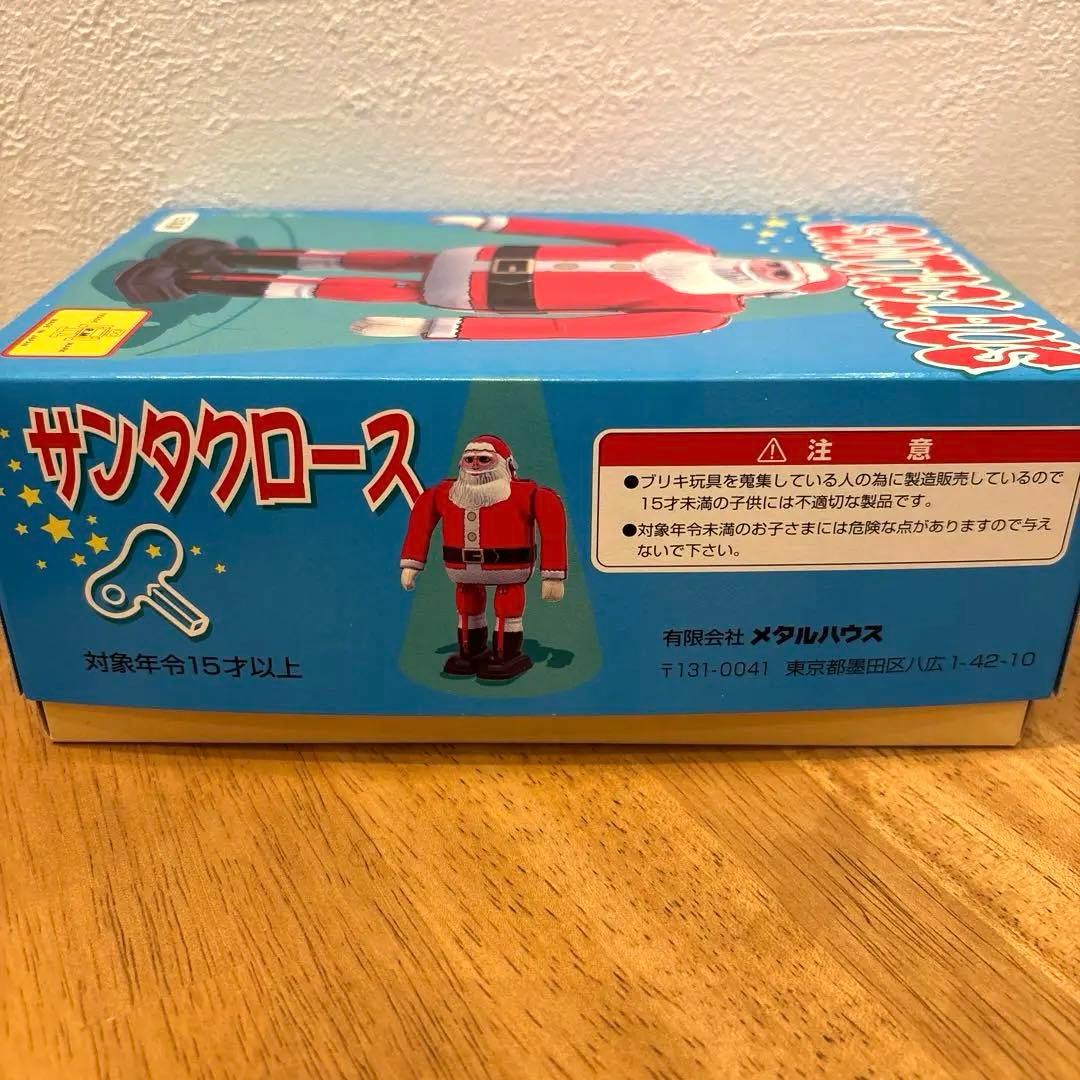 SANTACLAUS
MADE IN JAPAN
サンタクロース
対象年令15才以上
⚠ 注 意
●ブリキ玩具を蒐集している人の為に製造販売しているので
15才未満の子供には不適切な製品です。
●対象年令未満のお子さまには危険な点がありますので与え
ないで下さい。
有限会社 メタルハウス
〒131-0041 東京都墨田区八広1-42-10